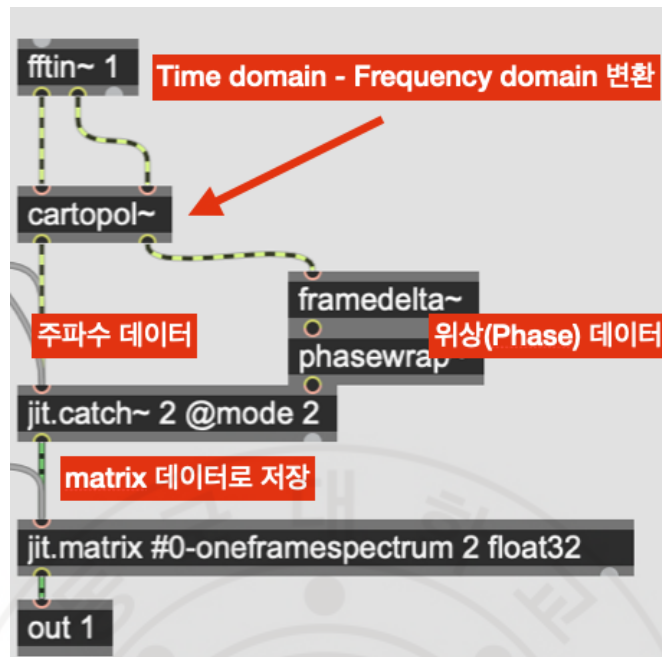 fftin~ 1
Time domain - Frequency domain 변환
cartopol~
framedelta~
주파수 데이터
위상(Phase) 데이터
phasewrap~
jit.catch~ 2 @mode 2
matrix 데이터로 저장
jit.matrix #0-oneframespectrum 2 float32
out 1